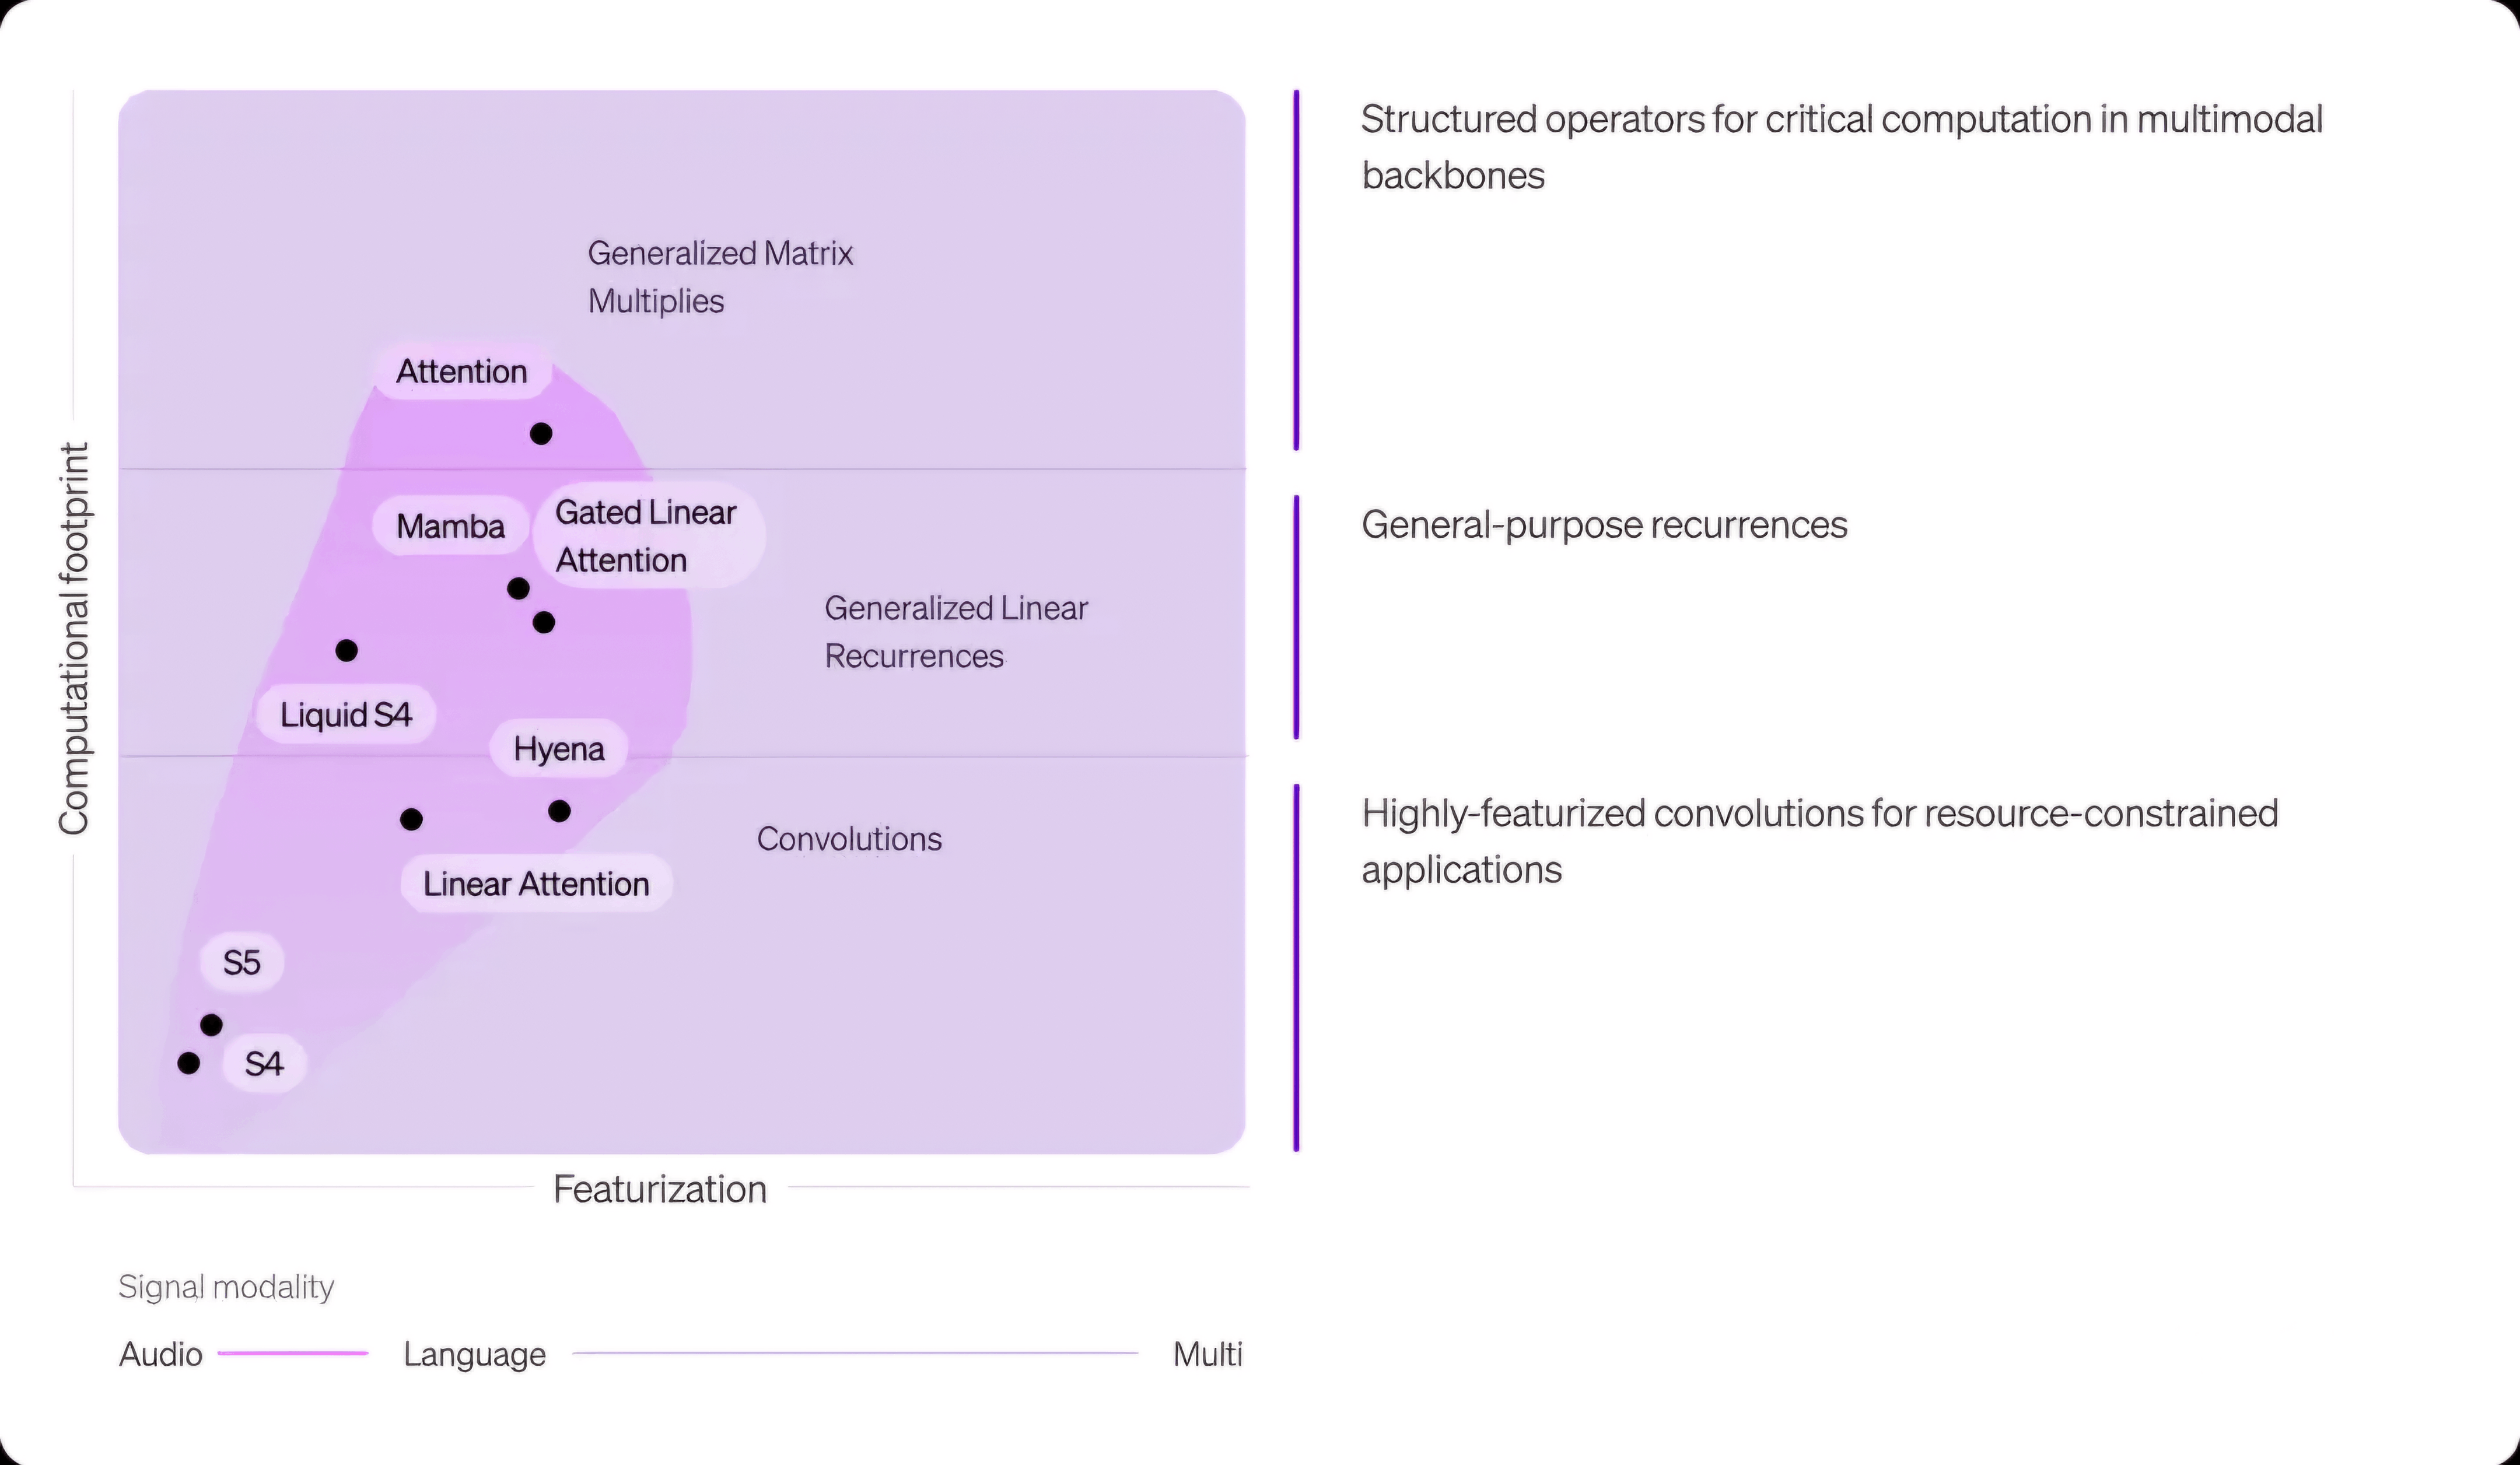 Structured operators for critical computation in multimodal
backbones
Generalized Matrix
Multiplies
Attention
Computational footprint
Mamba
Gated Linear
Attention
General-purpose recurrences
Generalized Linear
Recurrences
Liquid S4
Hyena
Convolutions
Highly-featurized convolutions for resource-constrained
applications
Linear Attention
S5
S4
Featurization
Signal modality
Audio
Language
Multi